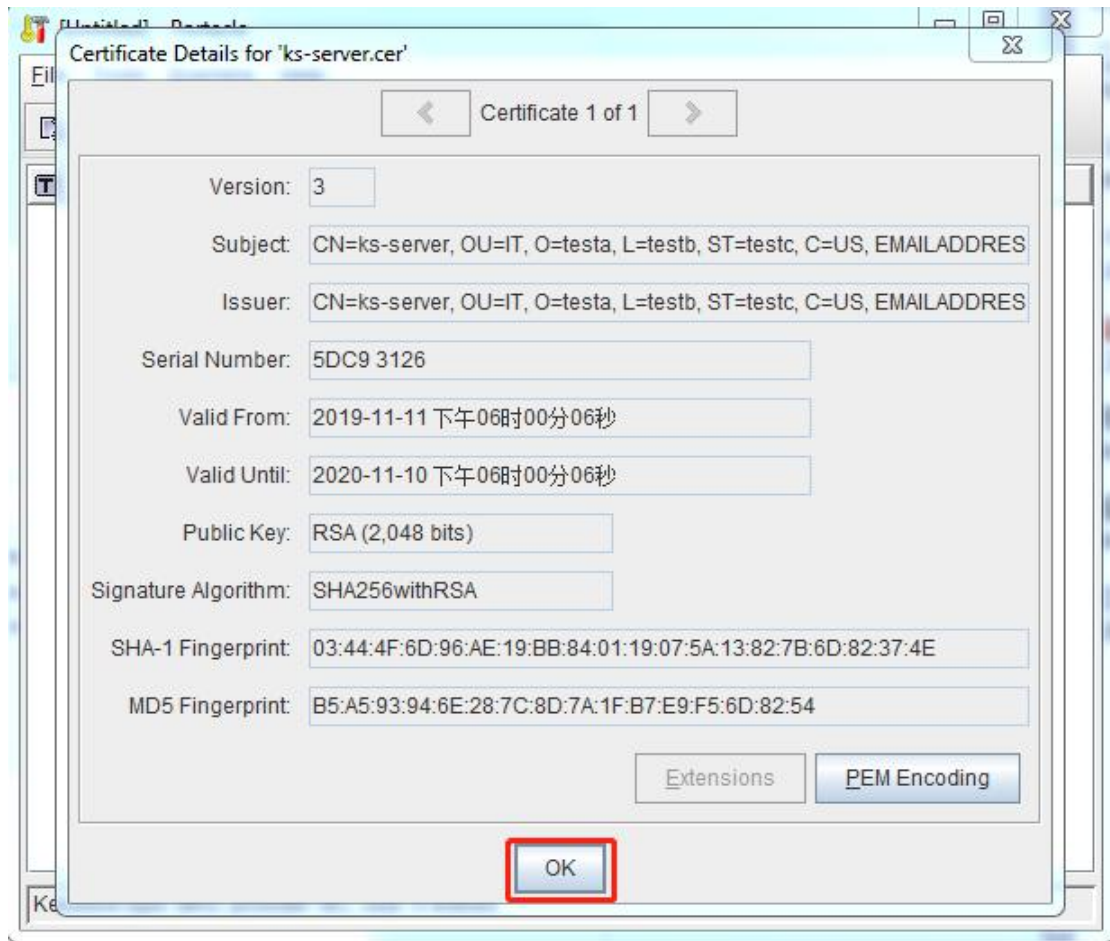 [Untitled] - Portecle
Certificate Details for 'ks-server.cer'
Fil
Certificate 1 of 1
Version: 3
Subject: CN=ks-server, OU=IT, O=testa, L=testb, ST=testc, C=US, EMAILADDRES
Issuer: CN=ks-server, OU=IT, O=testa, L=testb, ST=testc, C=US, EMAILADDRES
Serial Number: 5DC9 3126
Valid From: 2019-11-11 下午06时00分06秒
Valid Until: 2020-11-10 下午06时00分06秒
Public Key: RSA (2,048 bits)
Signature Algorithm: SHA256withRSA
SHA-1 Fingerprint: 03:44:4F:6D:96:AE:19:BB:84:01:19:07:5A:13:82:7B:6D:82:37:4E
MD5 Fingerprint: B5:A5:93:94:6E:28:7C:8D:7A:1F:B7:E9:F5:6D:82:54
Extensions PEM Encoding
OK
Ke